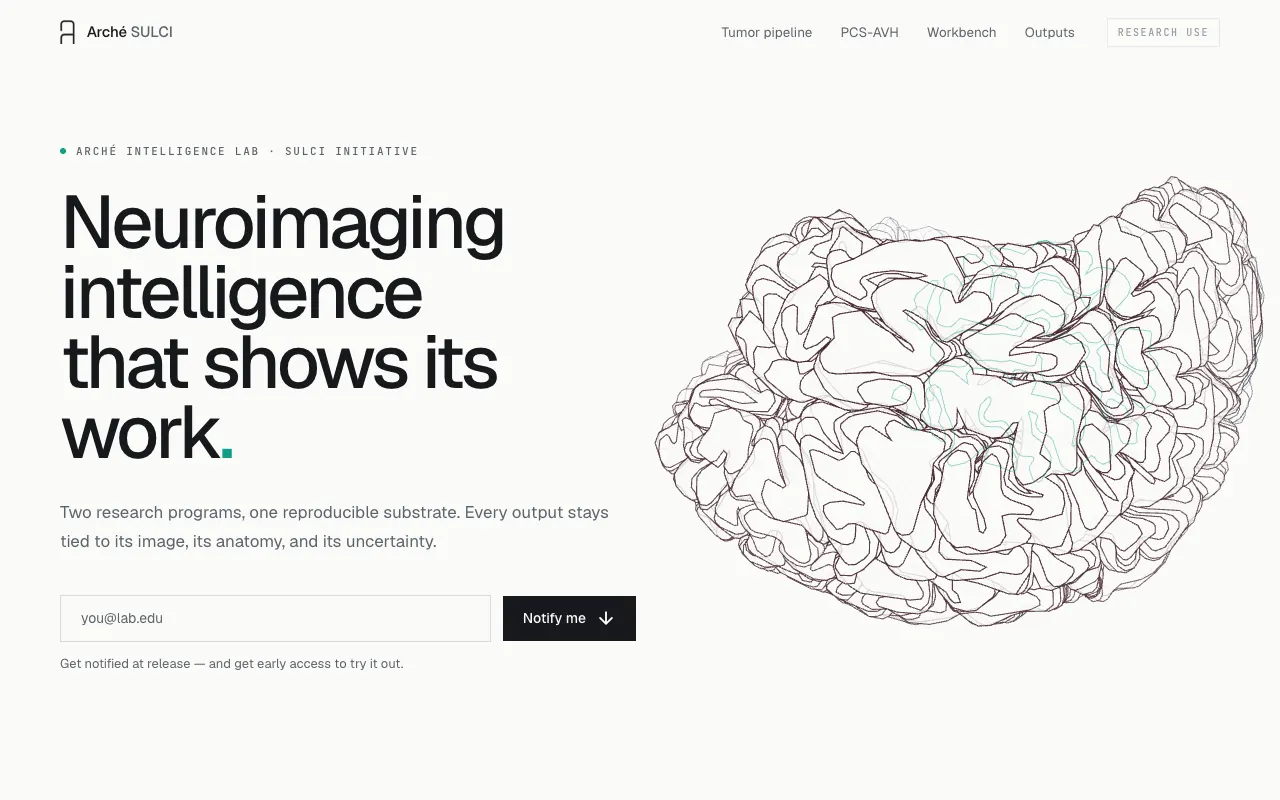 Arché SULCI
Tumor pipeline
PCS-AVH
Workbench
Outputs
RESEARCH USE
ARCHÉ INTELLIGENCE LAB · SULCI INITIATIVE
Neuroimaging
intelligence
that shows its
work.
Two research programs, one reproducible substrate. Every output stays
tied to its image, its anatomy, and its uncertainty.
you@lab.edu
Notify me
Get notified at release — and get early access to try it out.